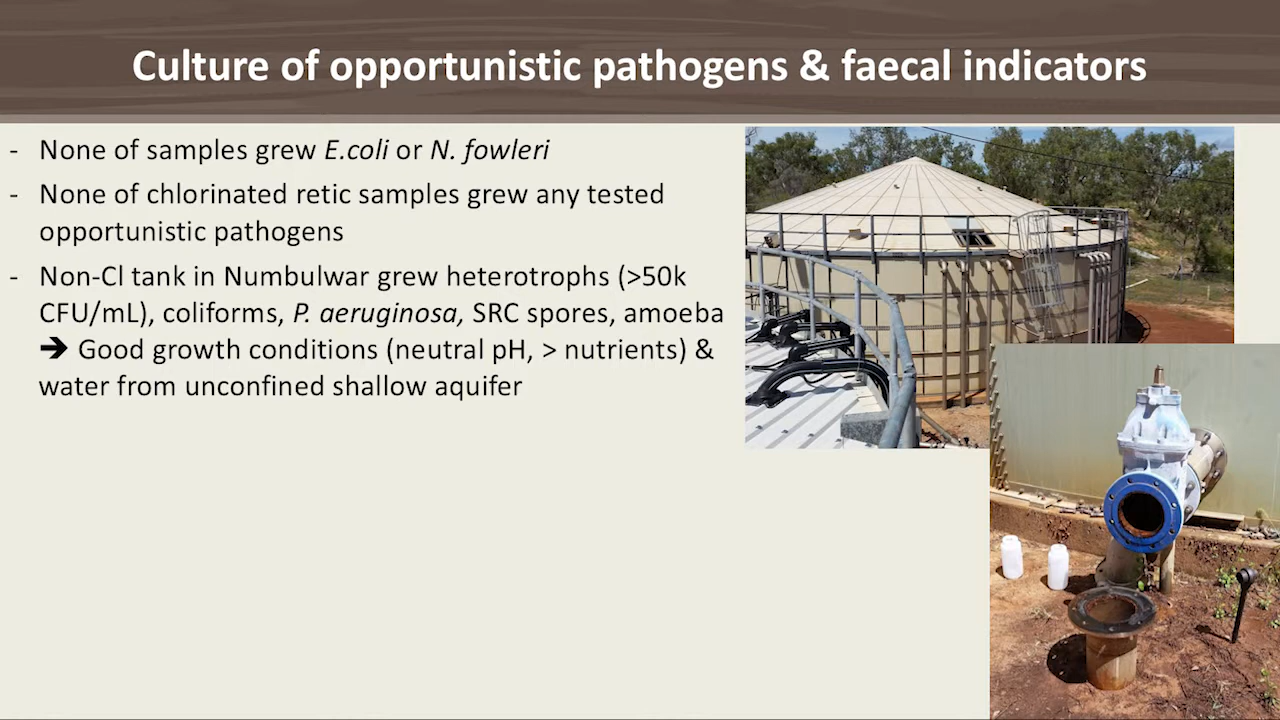 Culture of opportunistic pathogens & faecal indicators
- None of samples grew E.coli or N. fowleri
- None of chlorinated retic samples grew any tested
opportunistic pathogens
- Non-Cl tank in Numbulwar grew heterotrophs (>50k
CFU/mL), coliforms, P. aeruginosa, SRC spores, amoeba
➔ Good growth conditions (neutral pH, > nutrients) &
water from unconfined shallow aquifer